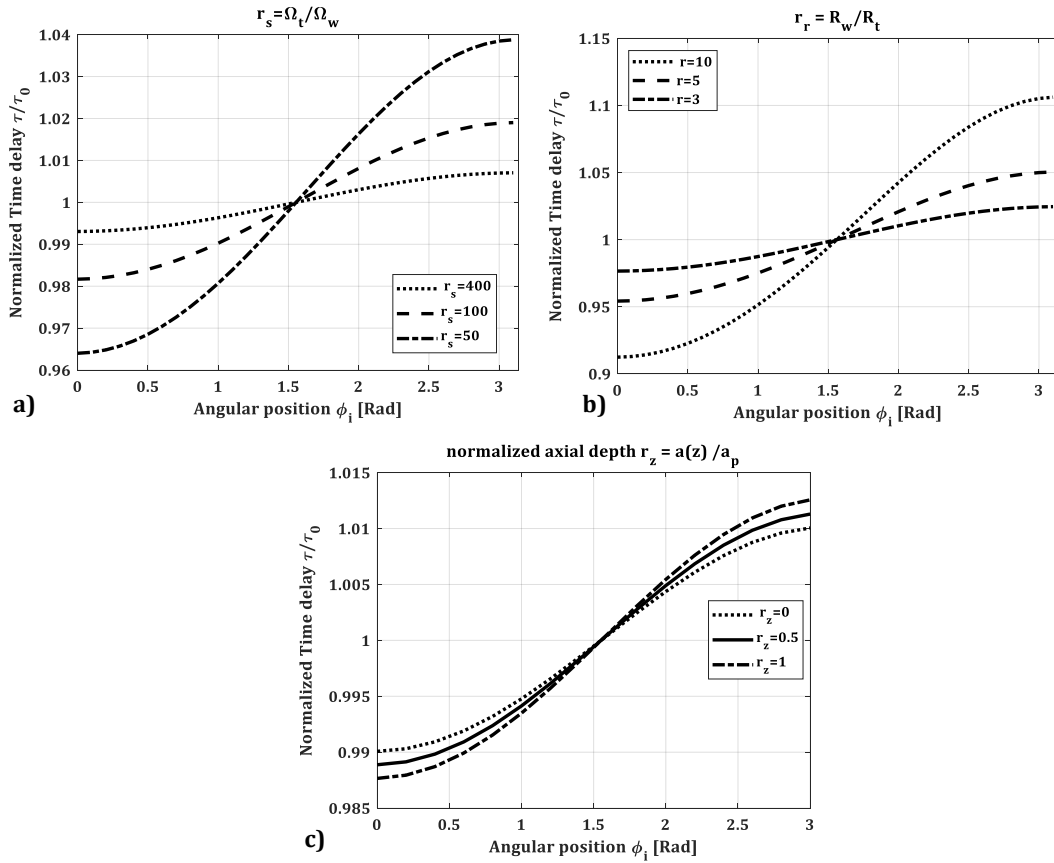 r_s=Ω_t/Ω_w
1.04
1.03
1.02
1.01
1
0.99
0.98
0.97
0.96
0
0.5
1
1.5
2
2.5
3
Normalized Time delay τ/τ_0
Angular position ϕ_i [Rad]
r_s=400
r_s=100
r_s=50
a)
r_r = R_w/R_t
1.15
1.1
1.05
1
0.95
0.9
0
0.5
1
1.5
2
2.5
3
Normalized Time delay τ/τ_0
Angular position ϕ_i [Rad]
r=10
r=5
r=3
b)
normalized axial depth r_z = a(z) /a_p
1.015
1.01
1.005
1
0.995
0.99
0.985
0
0.5
1
1.5
2
2.5
3
Normalized Time delay τ/τ_0
Angular position ϕ_i [Rad]
r_z=0
r_z=0.5
r_z=1
c)